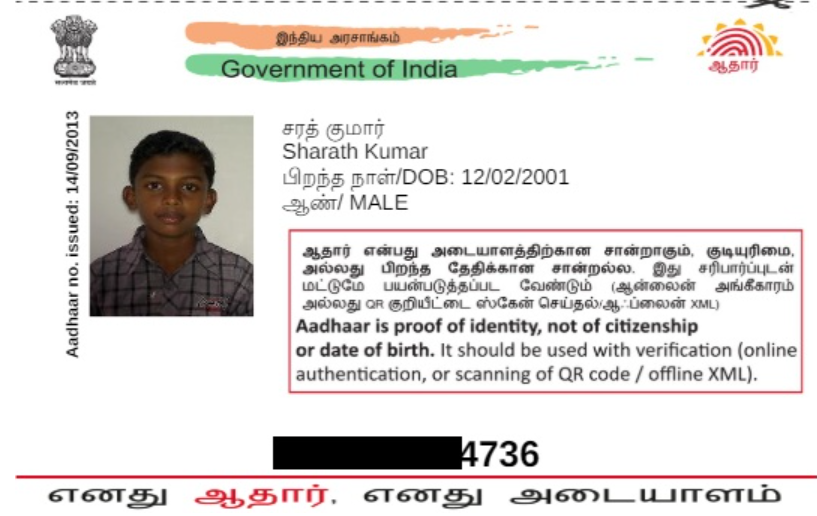 இந்திய அரசாங்கம்
Government of India
ஆதார்
सत्यमेव जयते
Aadhaar no. issued: 14/09/2013
சரத் குமார்
Sharath Kumar
பிறந்த நாள்/DOB: 12/02/2001
ஆண்/ MALE
ஆதார் என்பது அடையாளத்திற்கான சான்றாகும், குடியுரிமை,
அல்லது பிறந்த தேதிக்கான சான்றல்ல. இது சரிபார்ப்புடன்
மட்டுமே பயன்படுத்தப்பட வேண்டும் (ஆன்லைன் அங்கீகாரம்
அல்லது QR குறியீட்டை ஸ்கேன் செய்தல்/ஆஃப்லைன் XML)
Aadhaar is proof of identity, not of citizenship
or date of birth. It should be used with verification (online
authentication, or scanning of QR code / offline XML).
4736
எனது ஆதார், எனது அடையாளம்